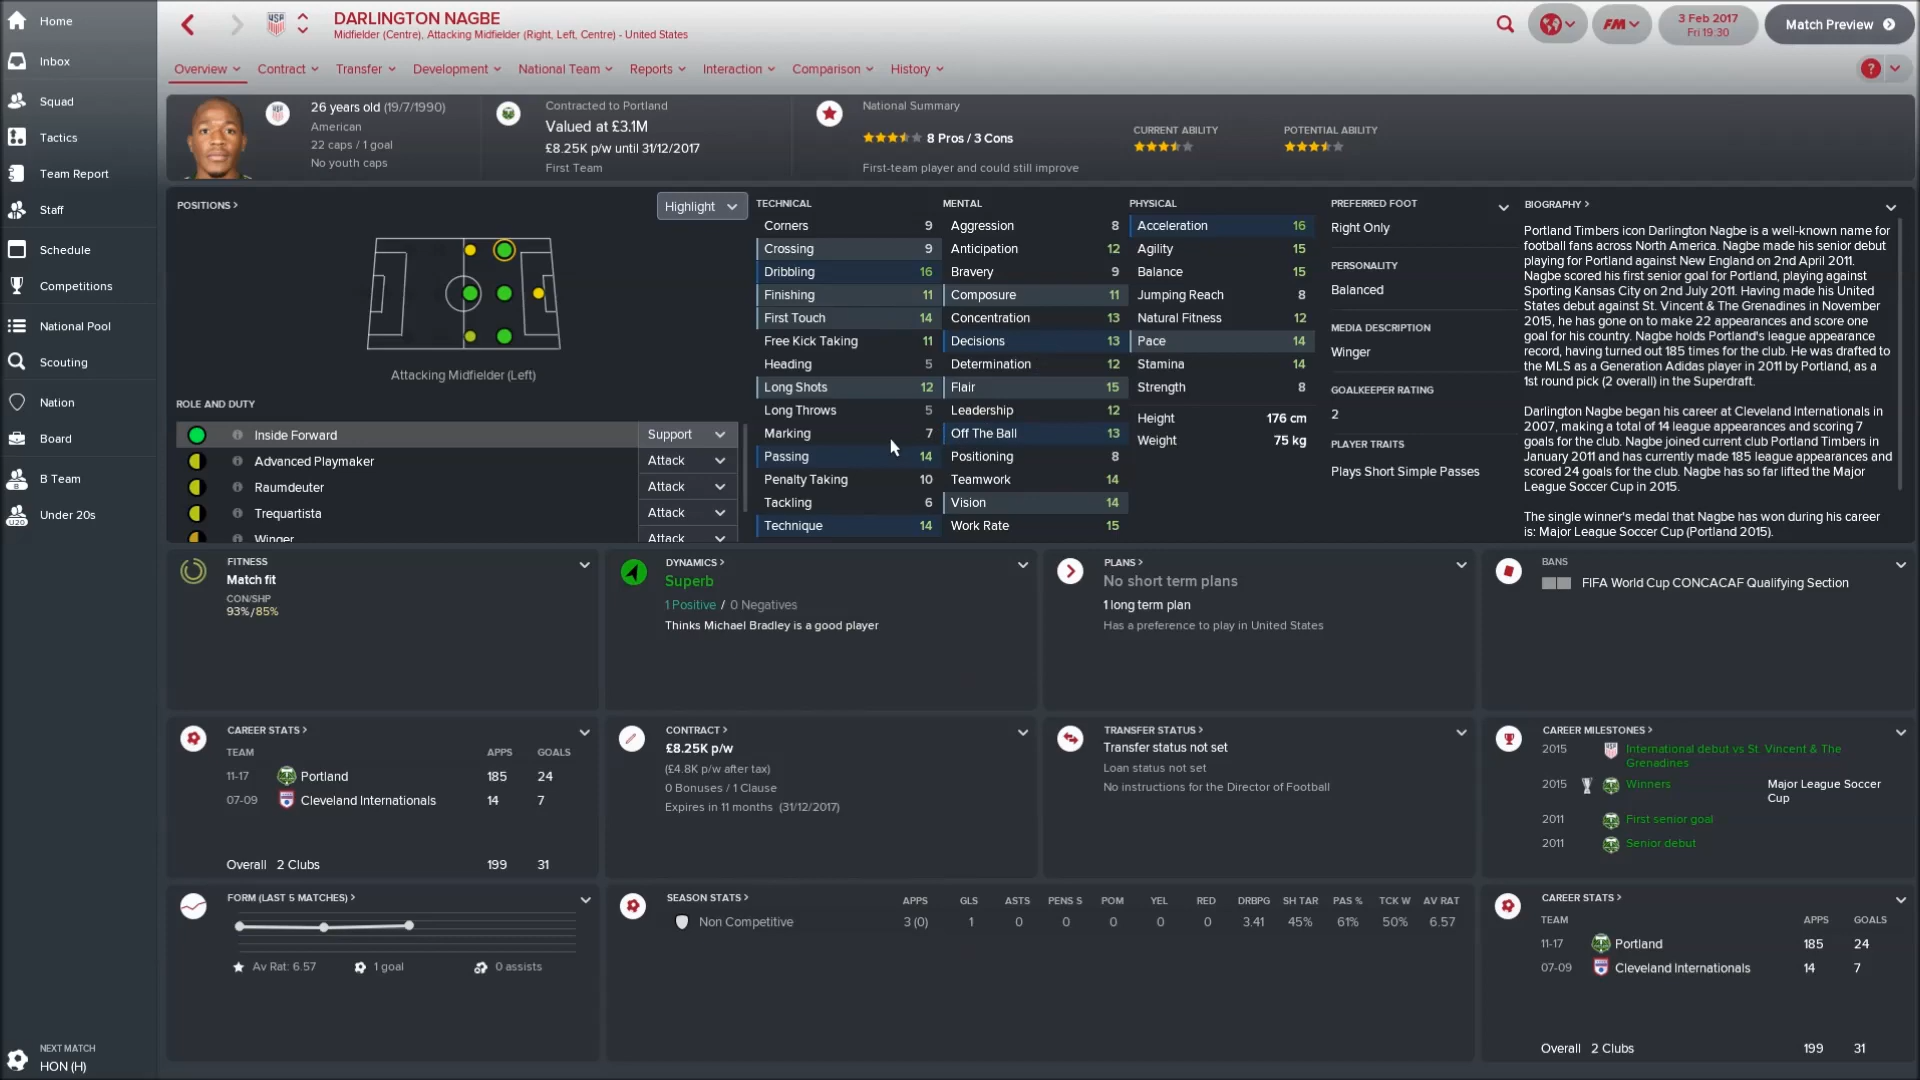 Home
Inbox
Squad
Tactics
Team Report
Staff
Schedule
Competitions
National Pool
Scouting
Nation
Board
B Team
Under 20s
NEXT MATCH
HON (H)
DARLINGTON NAGBE
Midfielder (Centre), Attacking Midfielder (Right, Left, Centre) - United States
FM
3 Feb 2017
Fri 19:30
Match Preview
Overview Contract Transfer Development National Team Reports Interaction Comparison History
?
26 years old (19/7/1990)
American
22 caps / 1 goal
No youth caps
Contracted to Portland
Valued at £3.1M
£8.25K p/w until 31/12/2017
First Team
National Summary
8 Pros / 3 Cons
First-team player and could still improve
CURRENT ABILITY
POTENTIAL ABILITY
POSITIONS >
Highlight
Attacking Midfielder (Left)
ROLE AND DUTY
Inside Forward Support
Advanced Playmaker Attack
Raumdeuter Attack
Trequartista Attack
Winger Attack
TECHNICAL
Corners 9
Crossing 9
Dribbling 16
Finishing 11
First Touch 14
Free Kick Taking 11
Heading 5
Long Shots 12
Long Throws 5
Marking 7
Passing 14
Penalty Taking 10
Tackling 6
Technique 14
MENTAL
Aggression 8
Anticipation 12
Bravery 9
Composure 11
Concentration 13
Decisions 13
Determination 12
Flair 15
Leadership 12
Off The Ball 13
Positioning 8
Teamwork 14
Vision 14
Work Rate 15
PHYSICAL
Acceleration 16
Agility 15
Balance 15
Jumping Reach 8
Natural Fitness 12
Pace 14
Stamina 14
Strength 8
Height 176 cm
Weight 75 kg
PREFERRED FOOT
Right Only
PERSONALITY
Balanced
MEDIA DESCRIPTION
Winger
GOALKEEPER RATING
2
PLAYER TRAITS
Plays Short Simple Passes
BIOGRAPHY >
Portland Timbers icon Darlington Nagbe is a well-known name for
football fans across North America. Nagbe made his senior debut
playing for Portland against New England on 2nd April 2011.
Nagbe scored his first senior goal for Portland, playing against
Sporting Kansas City on 2nd July 2011. Having made his United
States debut against St. Vincent & The Grenadines in November
2015, he has gone on to make 22 appearances and score one
goal for his country. Nagbe holds Portland's league appearance
record, having turned out 185 times for the club. He was drafted to
the MLS as a Generation Adidas player in 2011 by Portland, as a
1st round pick (2 overall) in the Superdraft.
Darlington Nagbe began his career at Cleveland Internationals in
2007, making a total of 14 league appearances and scoring 7
goals for the club. Nagbe joined current club Portland Timbers in
January 2011 and has currently made 185 league appearances and
scored 24 goals for the club. Nagbe has so far lifted the Major
League Soccer Cup in 2015.
The single winner's medal that Nagbe has won during his career
is: Major League Soccer Cup (Portland 2015).
FITNESS
Match fit
CON/SHP
93%/85%
DYNAMICS >
Superb
1 Positive / 0 Negatives
Thinks Michael Bradley is a good player
PLANS >
No short term plans
1 long term plan
Has a preference to play in United States
BANS
FIFA World Cup CONCACAF Qualifying Section
CAREER STATS >
TEAM APPS GOALS
11-17 Portland 185 24
07-09 Cleveland Internationals 14 7
Overall 2 Clubs 199 31
CONTRACT >
£8.25K p/w
(£4.8K p/w after tax)
0 Bonuses / 1 Clause
Expires in 11 months (31/12/2017)
TRANSFER STATUS >
Transfer status not set
Loan status not set
No instructions for the Director of Football
CAREER MILESTONES >
2015 International debut vs St. Vincent & The
Grenadines
2015 Winners Major League Soccer
Cup
2011 First senior goal
2011 Senior debut
FORM (LAST 5 MATCHES) >
Av Rat: 6.57 1 goal 0 assists
SEASON STATS > APPS GLS ASTS PENS S POM YEL RED DRBPG SH TAR PAS % TCK W AV RAT
Non Competitive 3 (0) 1 0 0 0 0 0 3.41 45% 61% 50% 6.57
CAREER STATS >
TEAM APPS GOALS
11-17 Portland 185 24
07-09 Cleveland Internationals 14 7
Overall 2 Clubs 199 31